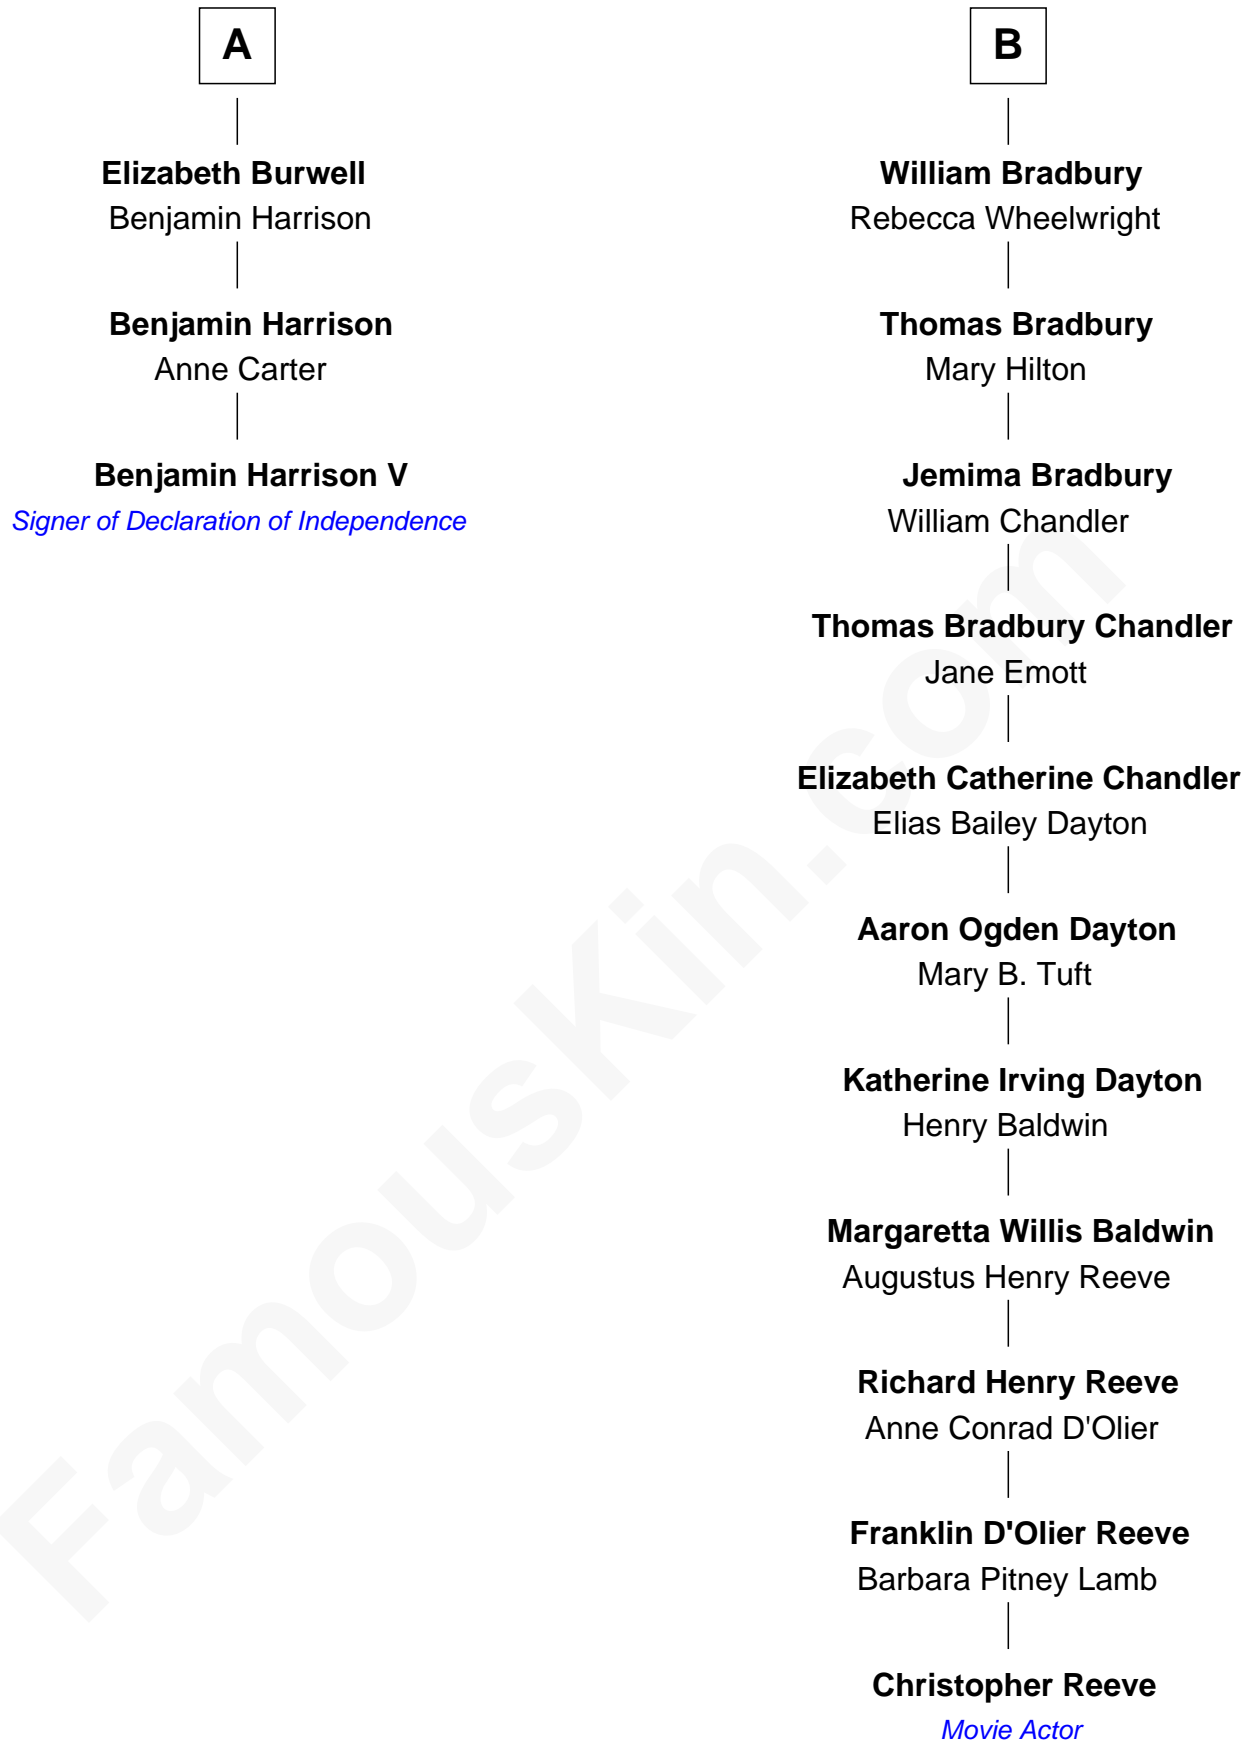 A
Elizabeth Burwell
Benjamin Harrison
Benjamin Harrison
Anne Carter
Benjamin Harrison V
Signer of Declaration of Independence
B
William Bradbury
Rebecca Wheelwright
Thomas Bradbury
Mary Hilton
Jemima Bradbury
William Chandler
Thomas Bradbury Chandler
Jane Emott
Elizabeth Catherine Chandler
Elias Bailey Dayton
Aaron Ogden Dayton
Mary B. Tuft
Katherine Irving Dayton
Henry Baldwin
Margaretta Willis Baldwin
Augustus Henry Reeve
Richard Henry Reeve
Anne Conrad D'Olier
Franklin D'Olier Reeve
Barbara Pitney Lamb
Christopher Reeve
Movie Actor
FamousKin.com